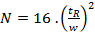 N = 16 . (t_R / w)^2